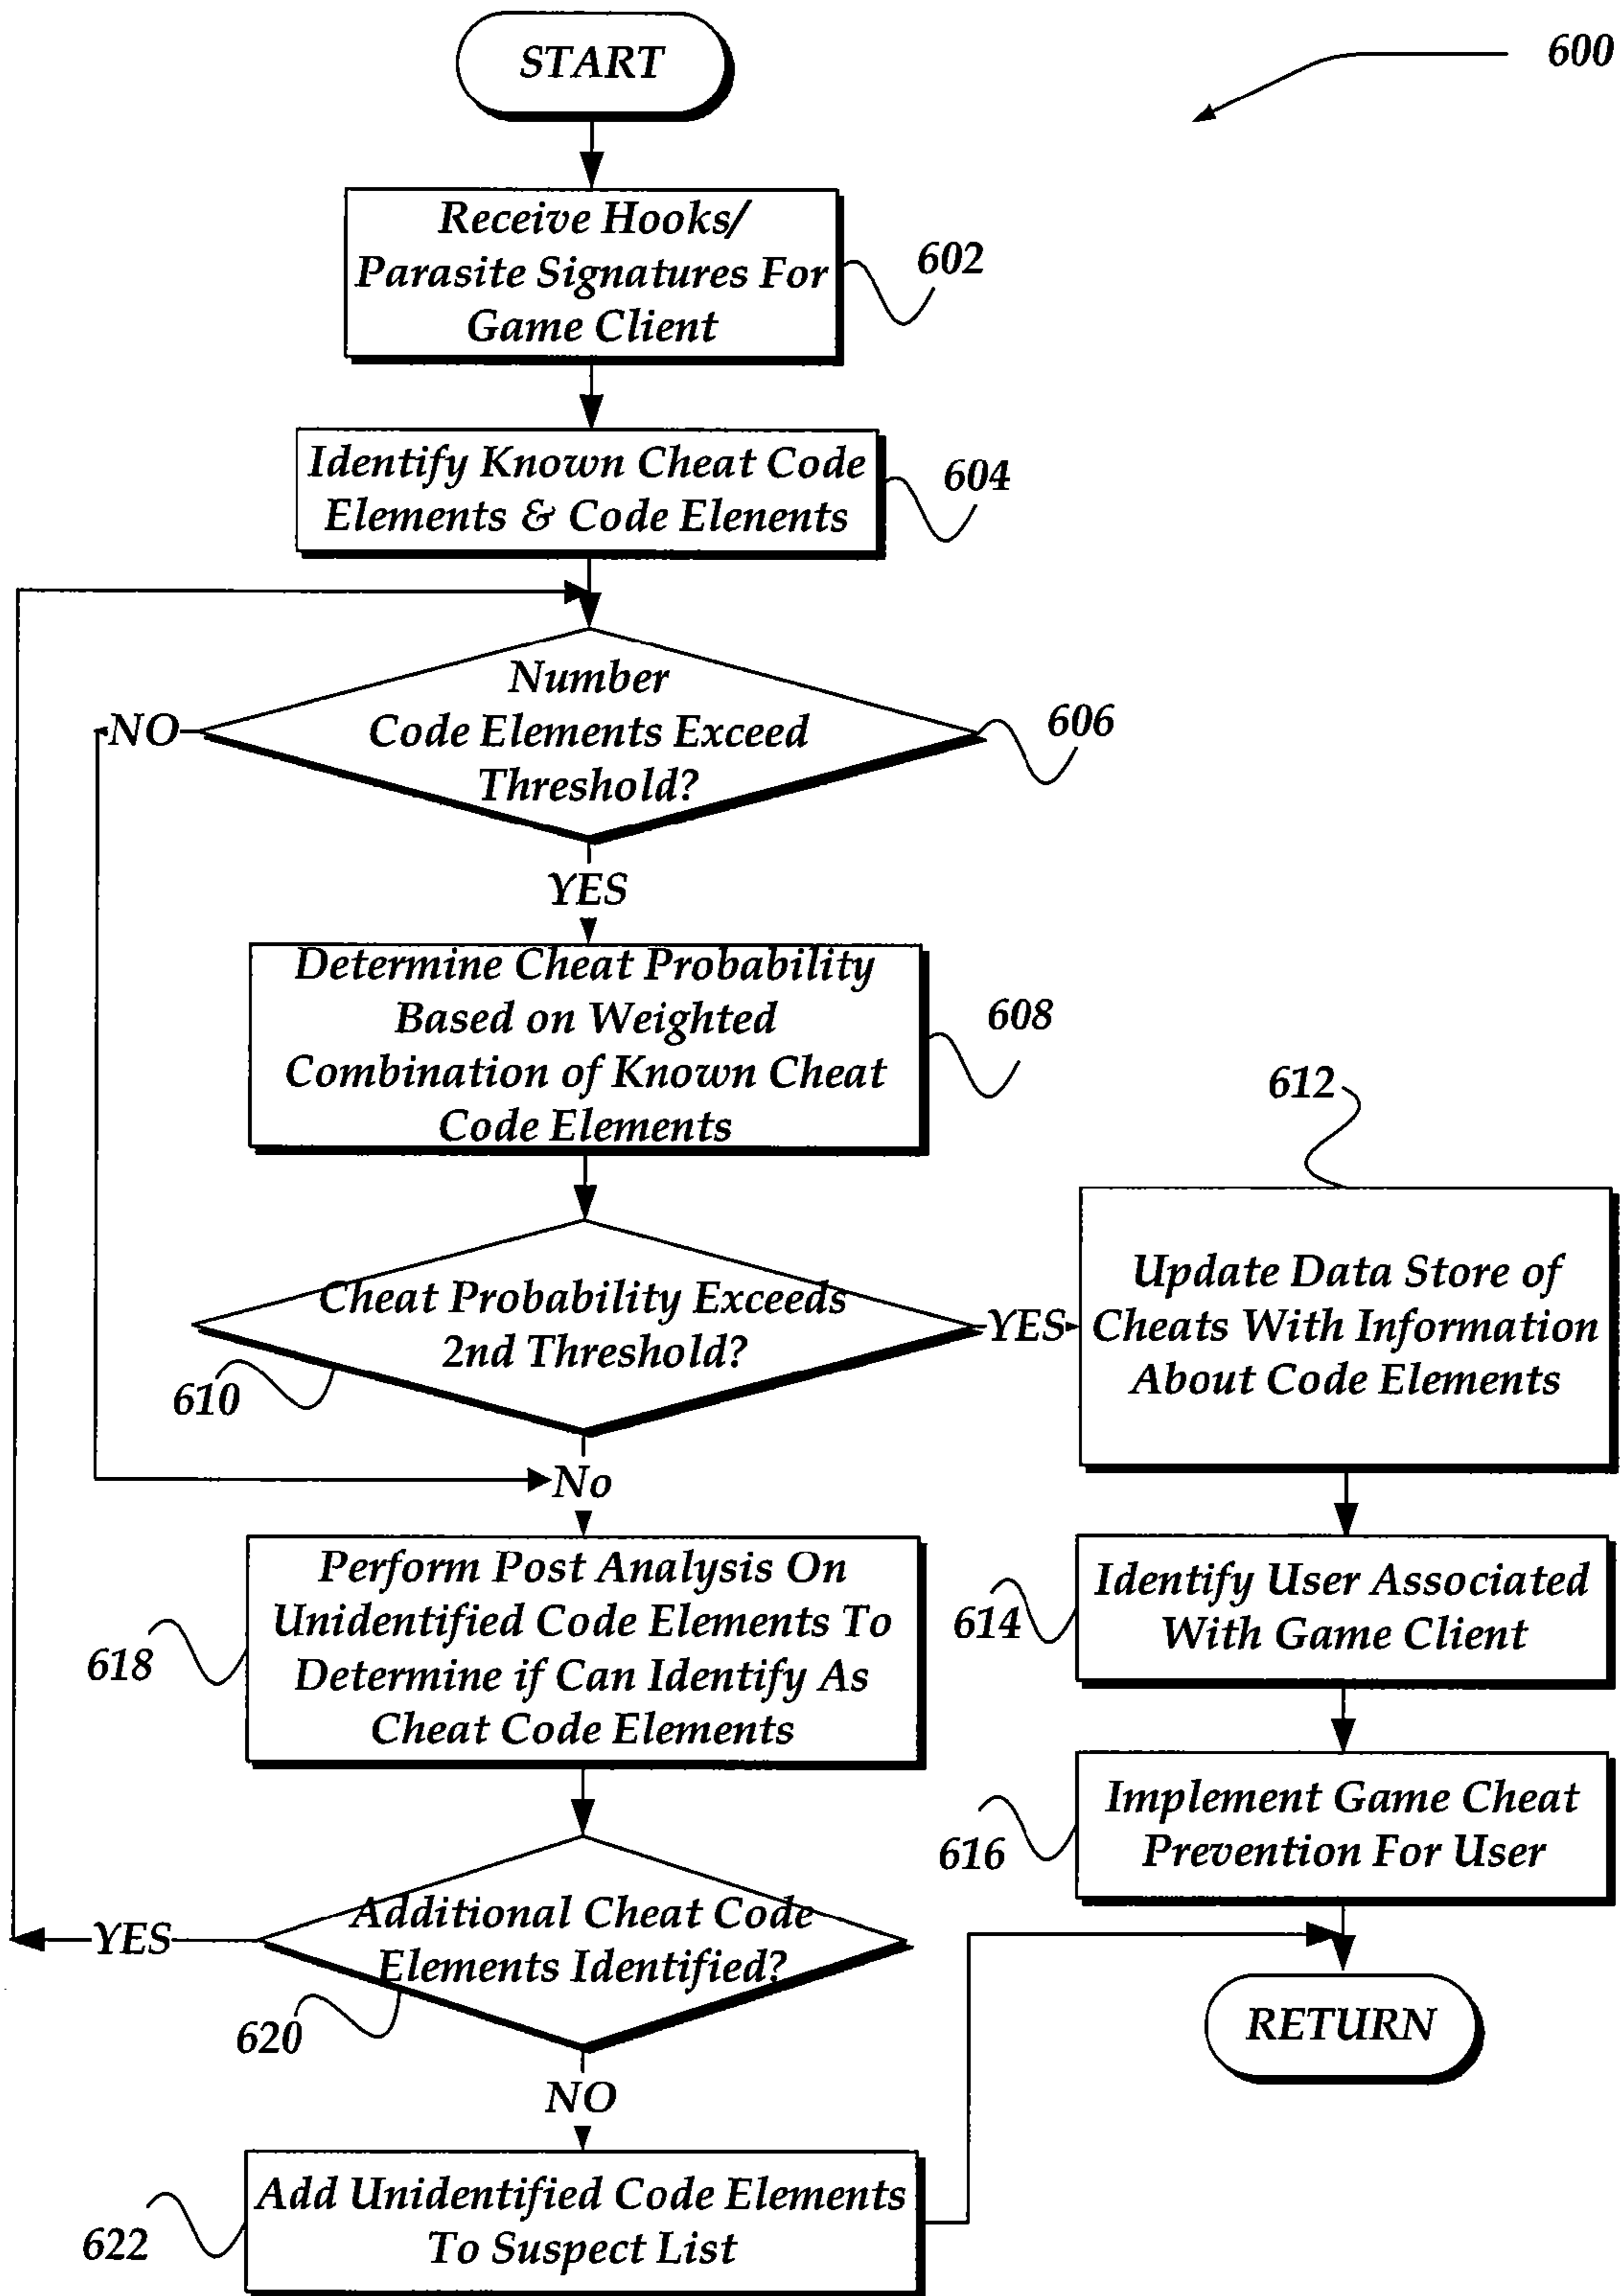 START
600
Receive Hooks/
Parasite Signatures For
Game Client
602
Identify Known Cheat Code
Elements & Code Elenents
604
Number
Code Elements Exceed
Threshold?
606
NO
YES
Determine Cheat Probability
Based on Weighted
Combination of Known Cheat
Code Elements
608
Cheat Probability Exceeds
2nd Threshold?
610
YES
No
612
Update Data Store of
Cheats With Information
About Code Elements
Identify User Associated
With Game Client
614
Implement Game Cheat
Prevention For User
616
Perform Post Analysis On
Unidentified Code Elements To
Determine if Can Identify As
Cheat Code Elements
618
Additional Cheat Code
Elements Identified?
620
YES
NO
Add Unidentified Code Elements
To Suspect List
622
RETURN